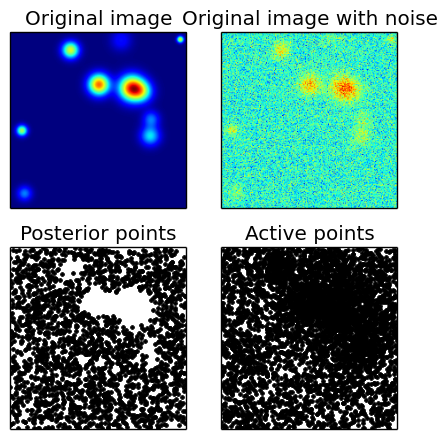 Original image
Original image with noise
Posterior points
Active points